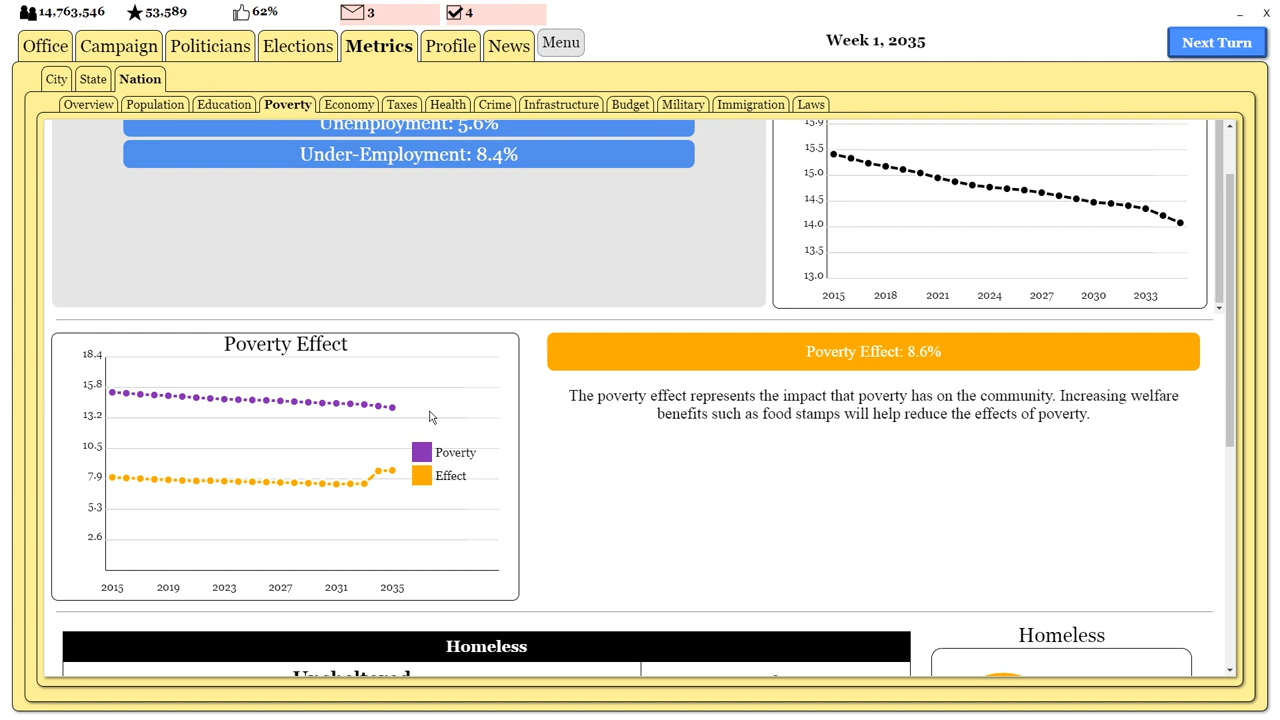 14,763,546 53,589 62% 3 4
_ X
Office Campaign Politicians Elections Metrics Profile News Menu
Week 1, 2035
Next Turn
City State Nation
Overview Population Education Poverty Economy Taxes Health Crime Infrastructure Budget Military Immigration Laws
Unemployment: 5.6%
Under-Employment: 8.4%
15.9
15.5
15.0
14.5
14.0
13.5
13.0
2015 2018 2021 2024 2027 2030 2033
Poverty Effect
18.4
15.8
13.2
10.5
7.9
5.3
2.6
Poverty
Effect
2015 2019 2023 2027 2031 2035
Poverty Effect: 8.6%
The poverty effect represents the impact that poverty has on the community. Increasing welfare
benefits such as food stamps will help reduce the effects of poverty.
Homeless
Unsheltered
Homeless